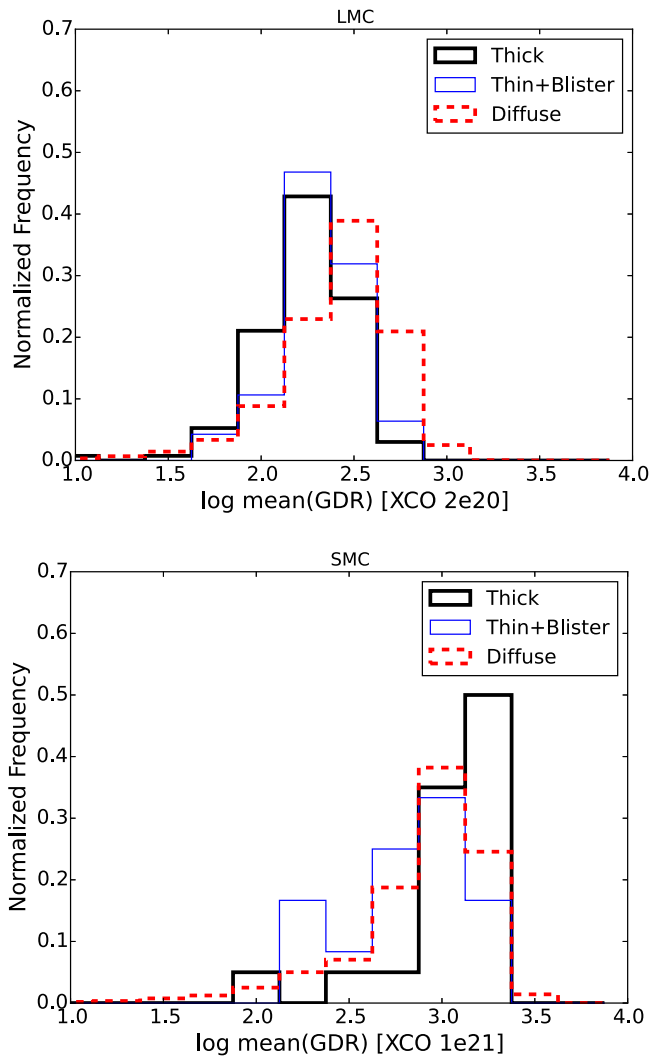 LMC
0.7
0.6
0.5
0.4
0.3
0.2
0.1
0.0
Normalized Frequency
Thick
Thin+Blister
Diffuse
1.0 1.5 2.0 2.5 3.0 3.5 4.0
log mean(GDR) [XCO 2e20]
SMC
0.7
0.6
0.5
0.4
0.3
0.2
0.1
0.0
Normalized Frequency
Thick
Thin+Blister
Diffuse
1.0 1.5 2.0 2.5 3.0 3.5 4.0
log mean(GDR) [XCO 1e21]